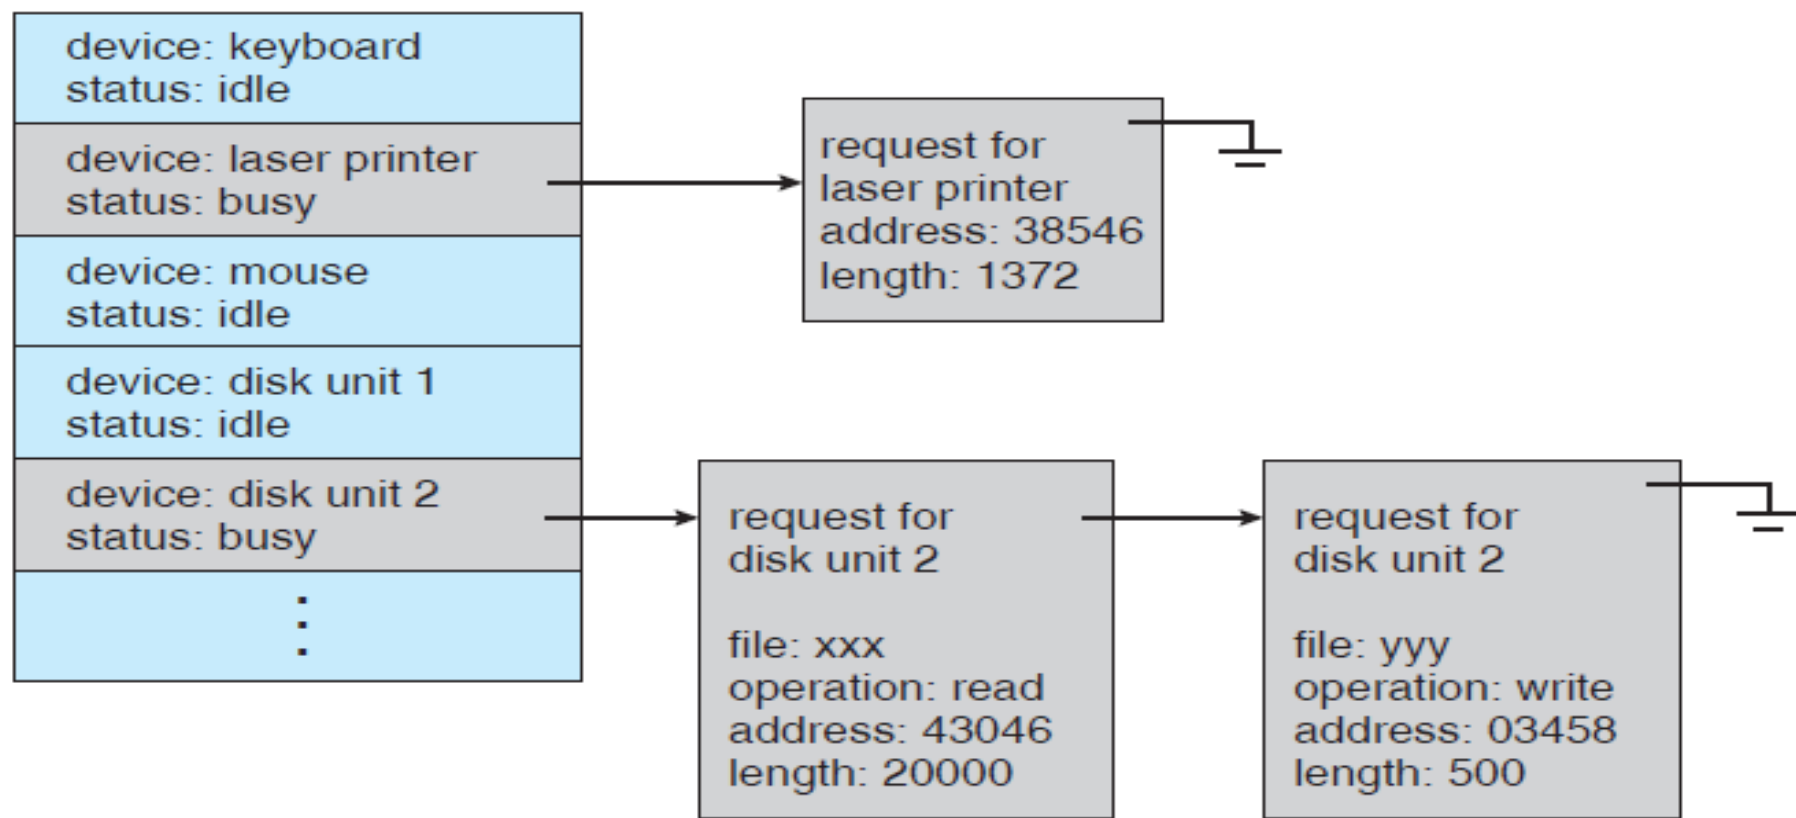 device: keyboard
status: idle
device: laser printer
status: busy
device: mouse
status: idle
device: disk unit 1
status: idle
device: disk unit 2
status: busy
request for
laser printer
address: 38546
length: 1372
request for
disk unit 2
file: xxx
operation: read
address: 43046
length: 20000
request for
disk unit 2
file: yyy
operation: write
address: 03458
length: 500